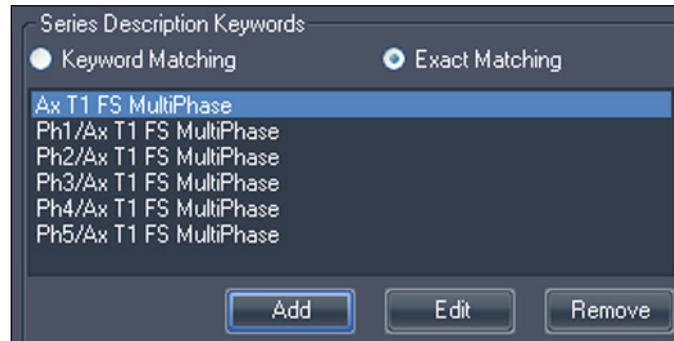 Series Description Keywords
Keyword Matching Exact Matching
Ax T1 FS MultiPhase
Ph1/Ax T1 FS MultiPhase
Ph2/Ax T1 FS MultiPhase
Ph3/Ax T1 FS MultiPhase
Ph4/Ax T1 FS MultiPhase
Ph5/Ax T1 FS MultiPhase
Add Edit Remove